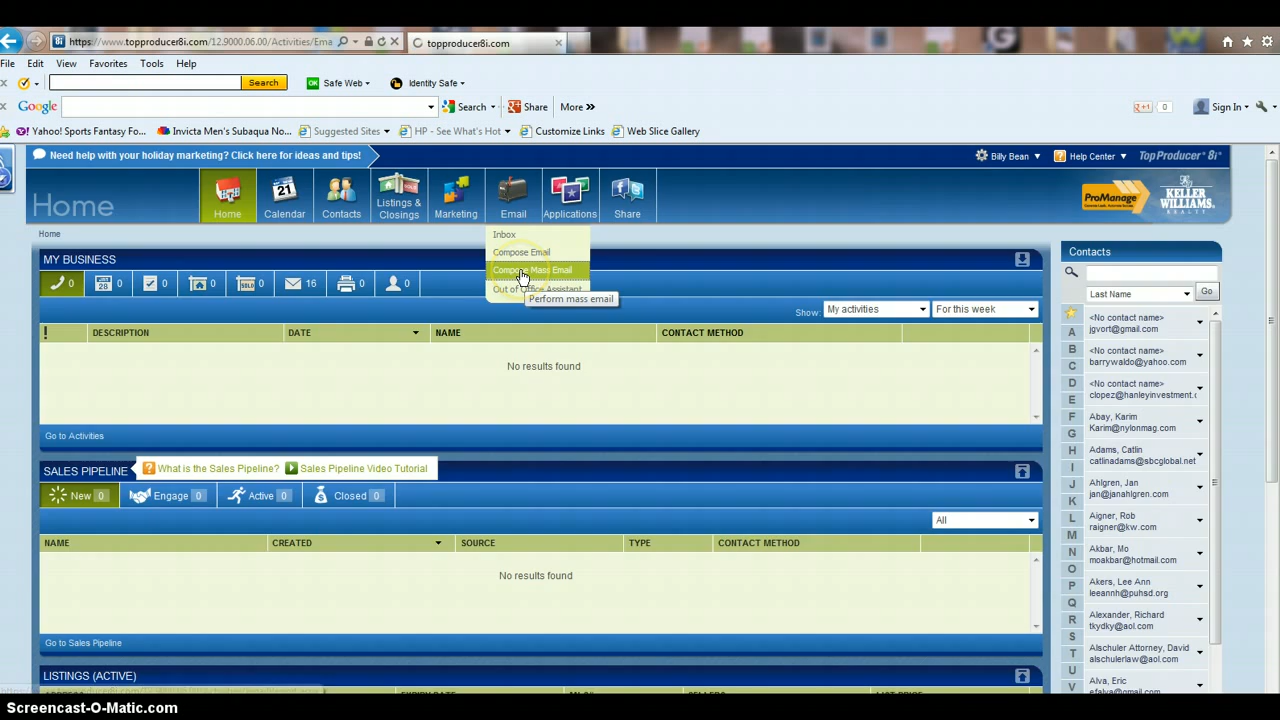 https://www.topproducer8i.com/12.9000.06.00/Activities/Ema
topproducer8i.com
File Edit View Favorites Tools Help
Search Safe Web Identity Safe
Google Search Share More » +1 0 Sign In
Yahoo! Sports Fantasy Fo... Invicta Men's Subaqua No... Suggested Sites HP - See What's Hot Customize Links Web Slice Gallery
Need help with your holiday marketing? Click here for ideas and tips! Billy Bean Help Center TopProducer 8i
Home
Home Calendar Contacts Listings & Closings Marketing Email Applications Share
ProManage KELLER WILLIAMS REALTY
Home
Inbox
Compose Email
Compose Mass Email
Out of Office Assistant
Perform mass email
MY BUSINESS
0 0 0 0 0 16 0 0
Show: My activities For this week
! DESCRIPTION DATE NAME CONTACT METHOD
No results found
Go to Activities
SALES PIPELINE What is the Sales Pipeline? Sales Pipeline Video Tutorial
New 0 Engage 0 Active 0 Closed 0
All
NAME CREATED SOURCE TYPE CONTACT METHOD
No results found
Go to Sales Pipeline
LISTINGS (ACTIVE)
Contacts
Last Name Go
A
B
C
D
E
F
G
H
I
J
K
L
M
N
O
P
Q
R
S
T
U
V
<No contact name>
jgvort@gmail.com
<No contact name>
barrywaldo@yahoo.com
<No contact name>
clopez@hanleyinvestment.c
Abay, Karim
Karim@nylonmag.com
Adams, Catlin
catlinadams@sbcglobal.net
Ahlgren, Jan
jan@janahlgren.com
Aigner, Rob
raigner@kw.com
Akbar, Mo
moakbar@hotmail.com
Akers, Lee Ann
leeannh@puhsd.org
Alexander, Richard
tkydky@aol.com
Alschuler Attorney, David
alschulerlaw@aol.com
Alva, Eric
efalva@gmail.com
Screencast-O-Matic.com